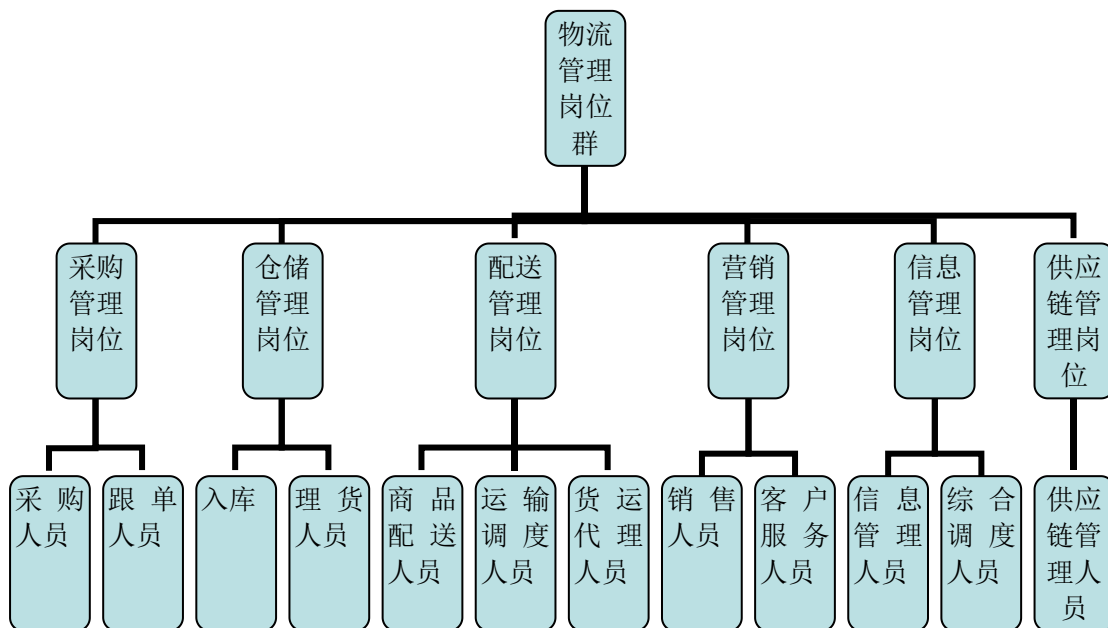 物流
管理
岗位
群
采购
管理
岗位
仓储
管理
岗位
配送
管理
岗位
营销
管理
岗位
信息
管理
岗位
供应
链管
理岗
位
采购
人员
跟单
人员
入库
理货
人员
商品
配送
人员
运输
调度
人员
货运
代理
人员
销售
人员
客户
服务
人员
信息
管理
人员
综合
调度
人员
供应
链管
理人
员